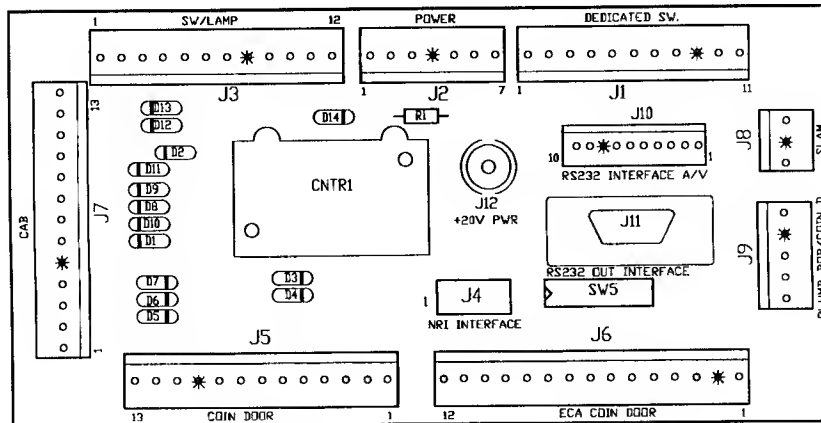 1 SW/LAMP 12
POWER
DEDICATED SW.
J3
1 J2 7
1 J1 11
13
D13
D12
D14
R1
J10
10 1
RS232 INTERFACE A/V
J8
SLAM
D2
D11
D9
D8
D10
D1
CNTR1
J12
+20V PWR
J11
RS232 OUT INTERFACE
CAB
J7
J9
D7
D6
D5
D3
D4
1 J4
NRI INTERFACE
SW5
1
J5
J6
13 COIN DOOR 1
12 ECA COIN DOOR 1